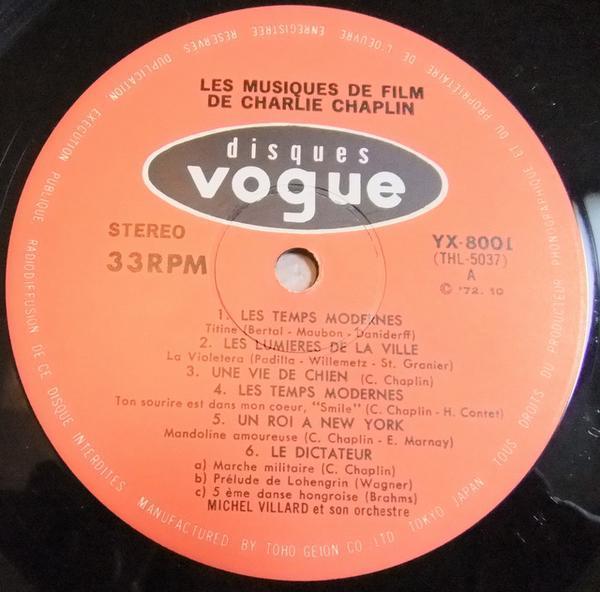 LES MUSIQUES DE FILM
DE CHARLIE CHAPLIN
disques
vogue
STEREO
33RPM
YX-8001
(THL-5037)
A
© '72. 10
1. LES TEMPS MODERNES
Titine (Bertal - Maubon - Daniderff)
2. LES LUMIERES DE LA VILLE
La Violetera (Padilla - Willemetz - St. Granier)
3. UNE VIE DE CHIEN (C. Chaplin)
4. LES TEMPS MODERNES
Ton sourire est dans mon coeur, "Smile" (C. Chaplin - H. Contet)
5. UN ROI A NEW YORK
Mandoline amoureuse (C. Chaplin - E. Marnay)
6. LE DICTATEUR
a) Marche militaire (C. Chaplin)
b) Prélude de Lohengrin (Wagner)
c) 5 ème danse hongroise (Brahms)
MICHEL VILLARD et son orchestre
TOUS DROITS DU PRODUCTEUR PHONOGRAPHIQUE ET DU PROPRIETAIRE DE L'OEUVRE ENREGISTREE RESERVES DUPLICATION EXECUTION PUBLIQUE RADIODIFFUSION DE CE DISQUE INTERDITES
MANUFACTURED BY TOHO GEION CO. LTD TOKYO JAPAN